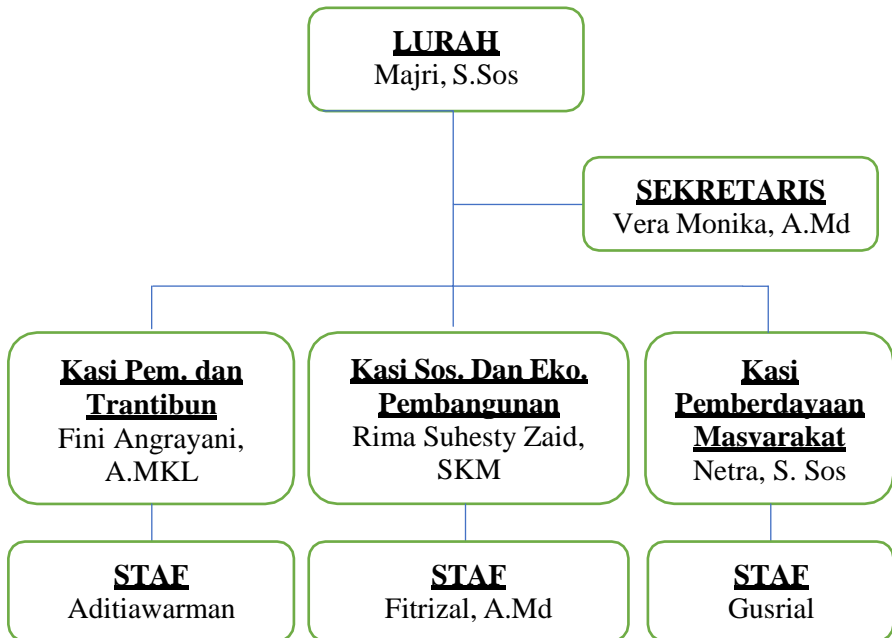 LURAH
Majri, S.Sos
SEKRETARIS
Vera Monika, A.Md
Kasi Pem. dan
Trantibun
Fini Angrayani,
A.MKL
Kasi Sos. Dan Eko.
Pembangunan
Rima Suhesty Zaid,
SKM
Kasi
Pemberdayaan
Masyarakat
Netra, S. Sos
STAF
Aditiawarman
STAF
Fitrizal, A.Md
STAF
Gusrial